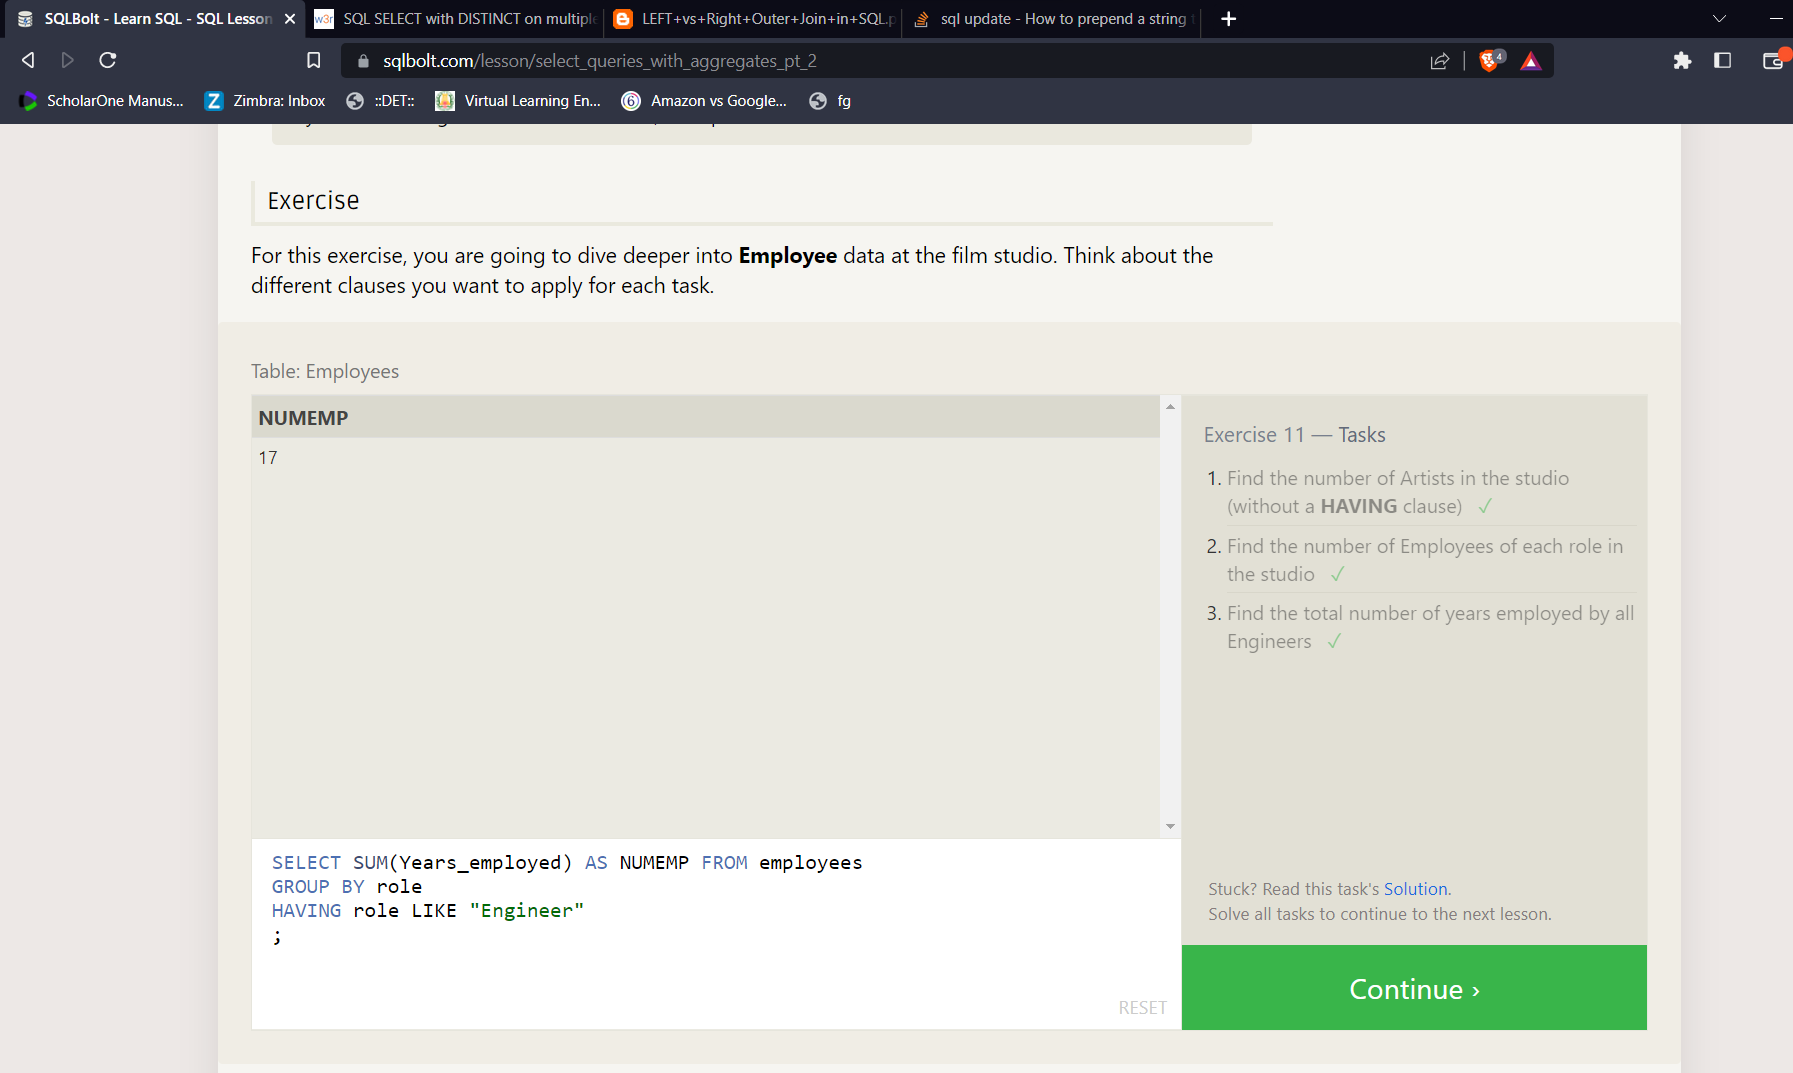 SQLBolt - Learn SQL - SQL Lesson
SQL SELECT with DISTINCT on multiple
LEFT+vs+Right+Outer+Join+in+SQL.p
sql update - How to prepend a string t
sqlbolt.com/lesson/select_queries_with_aggregates_pt_2
4
ScholarOne Manus...
Zimbra: Inbox
::DET::
Virtual Learning En...
Amazon vs Google...
fg
Exercise
For this exercise, you are going to dive deeper into Employee data at the film studio. Think about the
different clauses you want to apply for each task.
Table: Employees
NUMEMP
17
Exercise 11 — Tasks
1. Find the number of Artists in the studio
(without a HAVING clause) ✓
2. Find the number of Employees of each role in
the studio ✓
3. Find the total number of years employed by all
Engineers ✓
SELECT SUM(Years_employed) AS NUMEMP FROM employees
GROUP BY role
HAVING role LIKE "Engineer"
;
RESET
Stuck? Read this task's Solution.
Solve all tasks to continue to the next lesson.
Continue ›